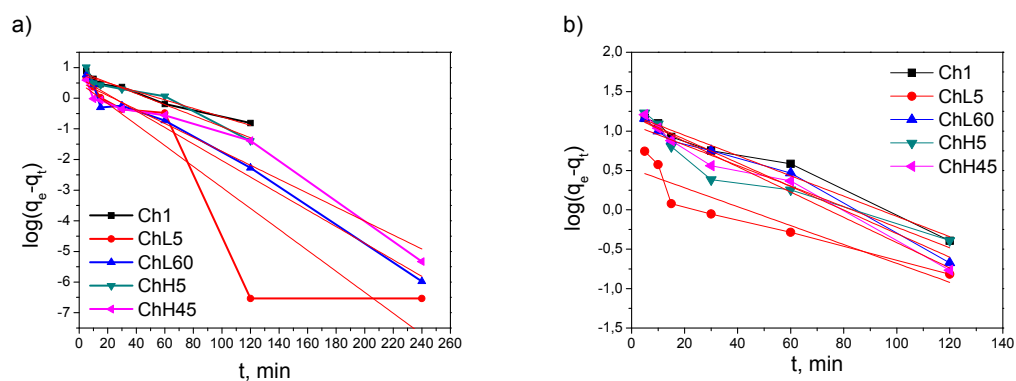 a)
log(qe-qt)
1
0
-1
-2
-3
-4
-5
-6
-7
Ch1
ChL5
ChL60
ChH5
ChH45
0 20 40 60 80 100 120 140 160 180 200 220 240 260
t, min
b)
log(qe-qt)
2,0
1,5
1,0
0,5
0,0
-0,5
-1,0
-1,5
Ch1
ChL5
ChL60
ChH5
ChH45
0 20 40 60 80 100 120 140
t, min